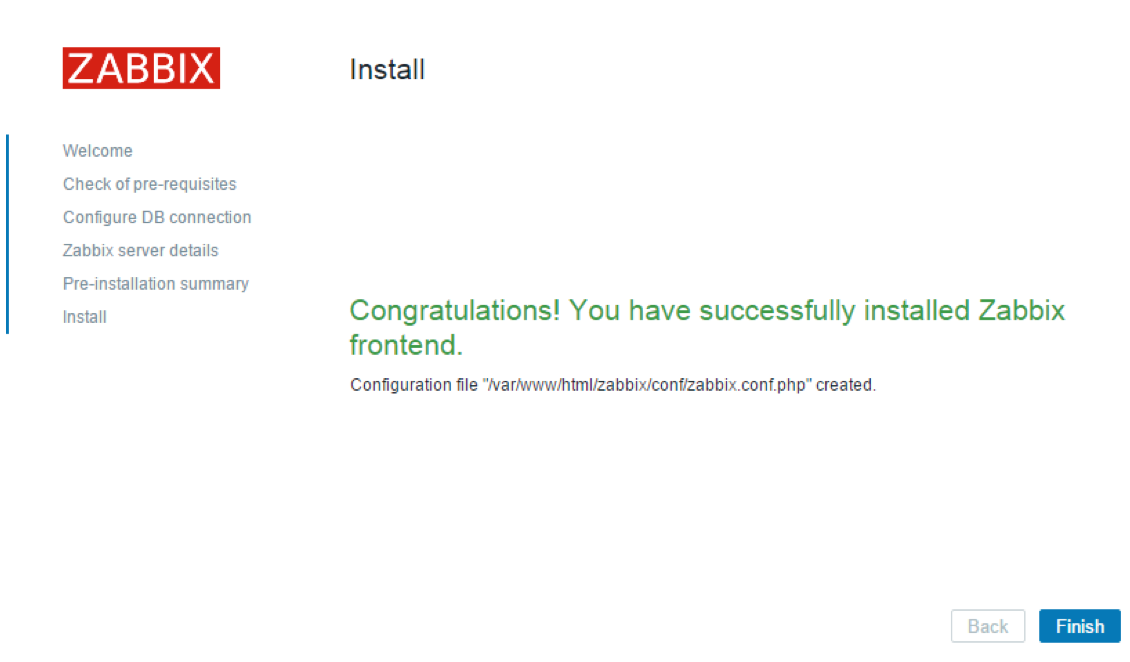 ZABBIX
Install
Welcome
Check of pre-requisites
Configure DB connection
Zabbix server details
Pre-installation summary
Install
Congratulations! You have successfully installed Zabbix
frontend.
Configuration file "/var/www/html/zabbix/conf/zabbix.conf.php" created.
Back
Finish